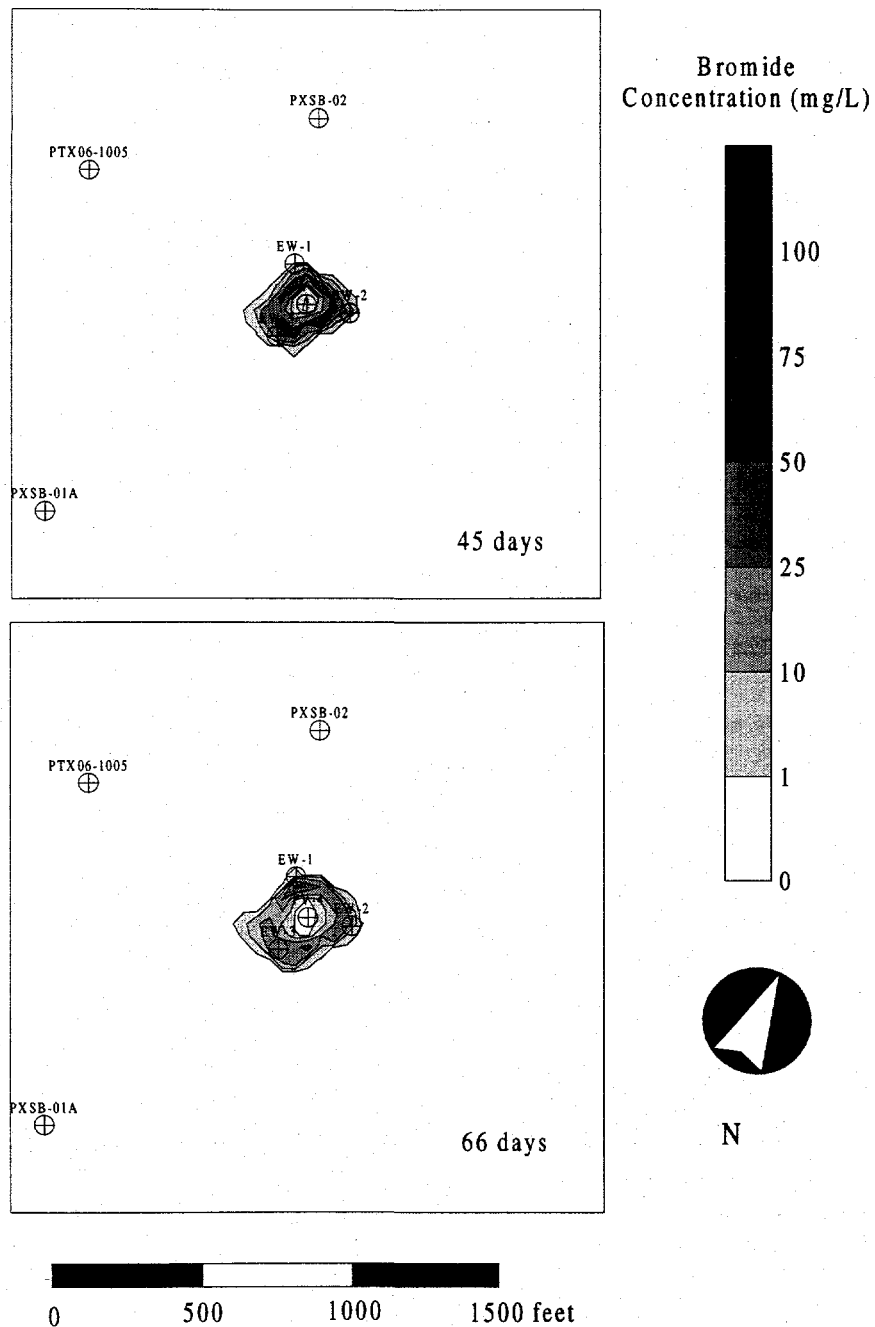 Bromide
Concentration (mg/L)
PXSB-02
PTX06-1005
EW-1
PXSB-01A
45 days
100
75
50
25
10
1
0
PXSB-02
PTX06-1005
EW-1
PXSB-01A
66 days
N
0 500 1000 1500 feet